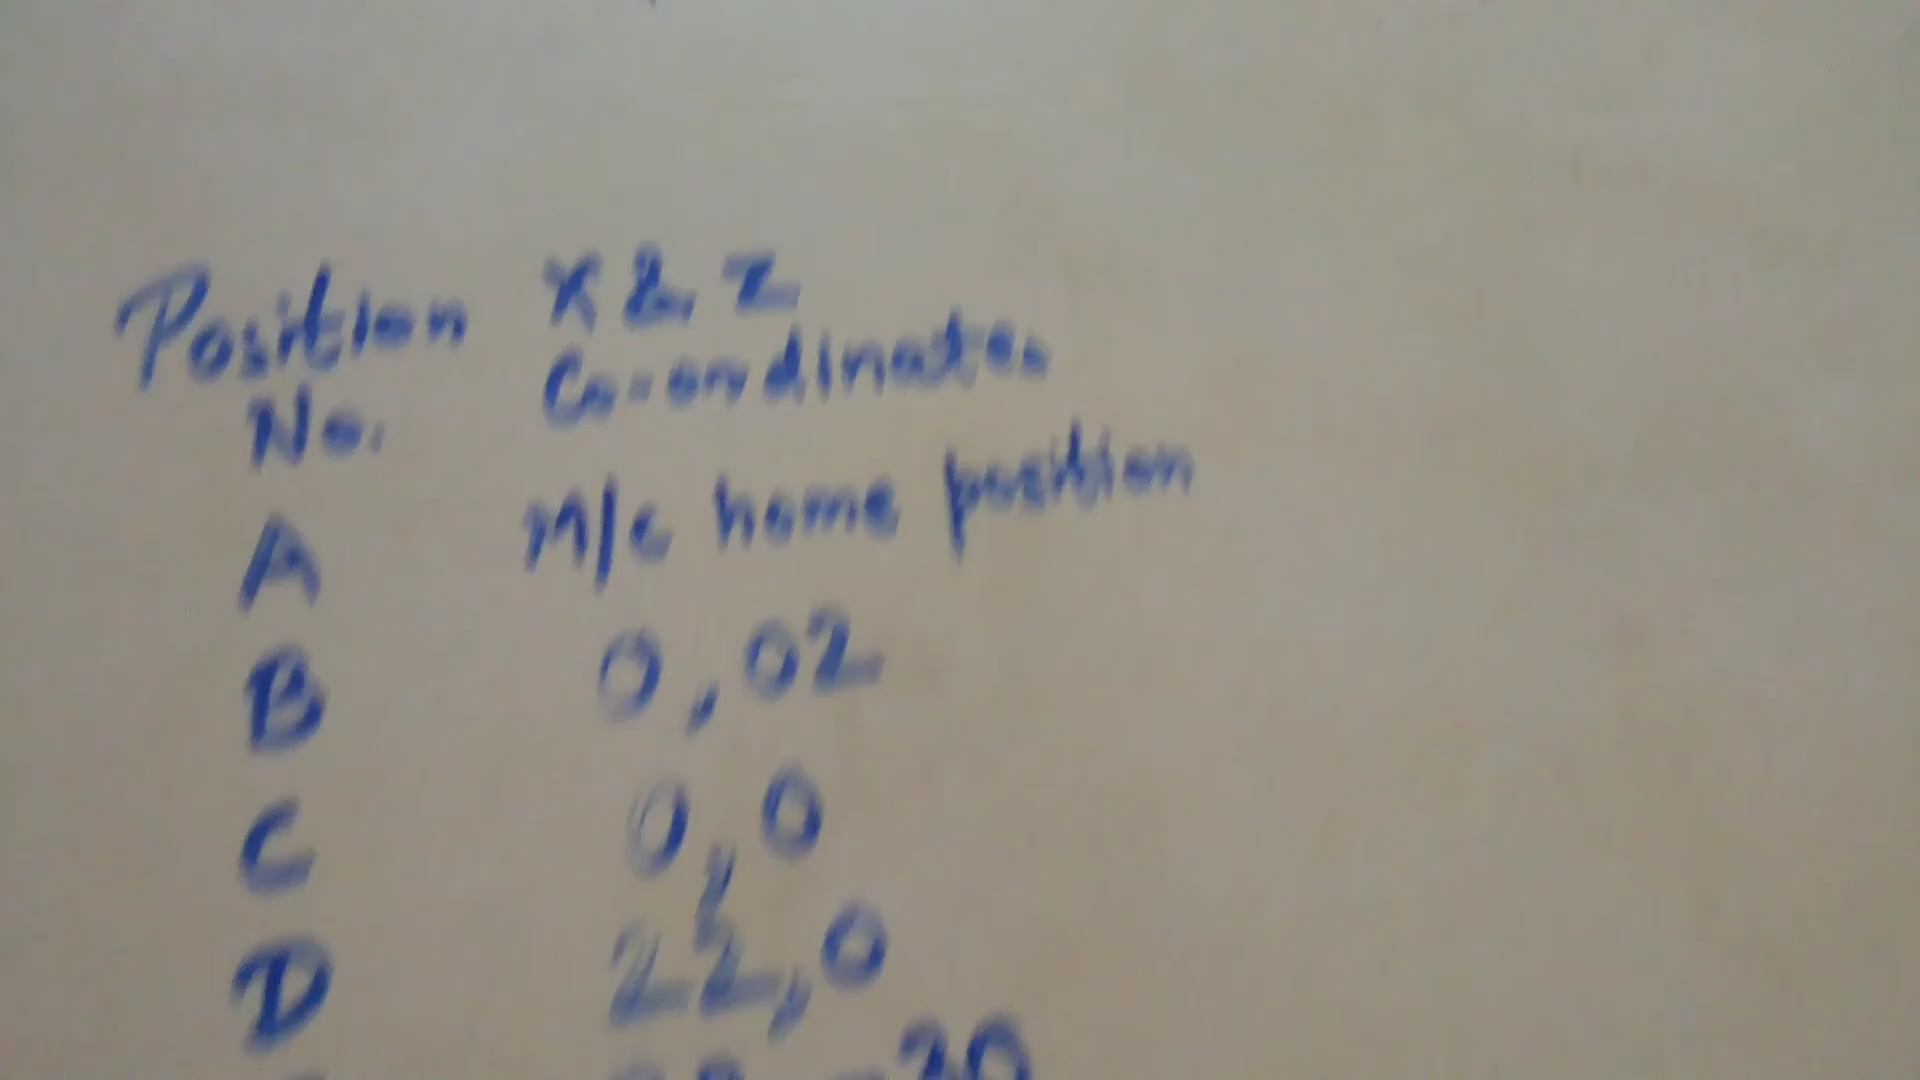 Position X & Z
No. Co-ordinates
A M/c home position
B 0, 02
C 0, 0
D 22, 0